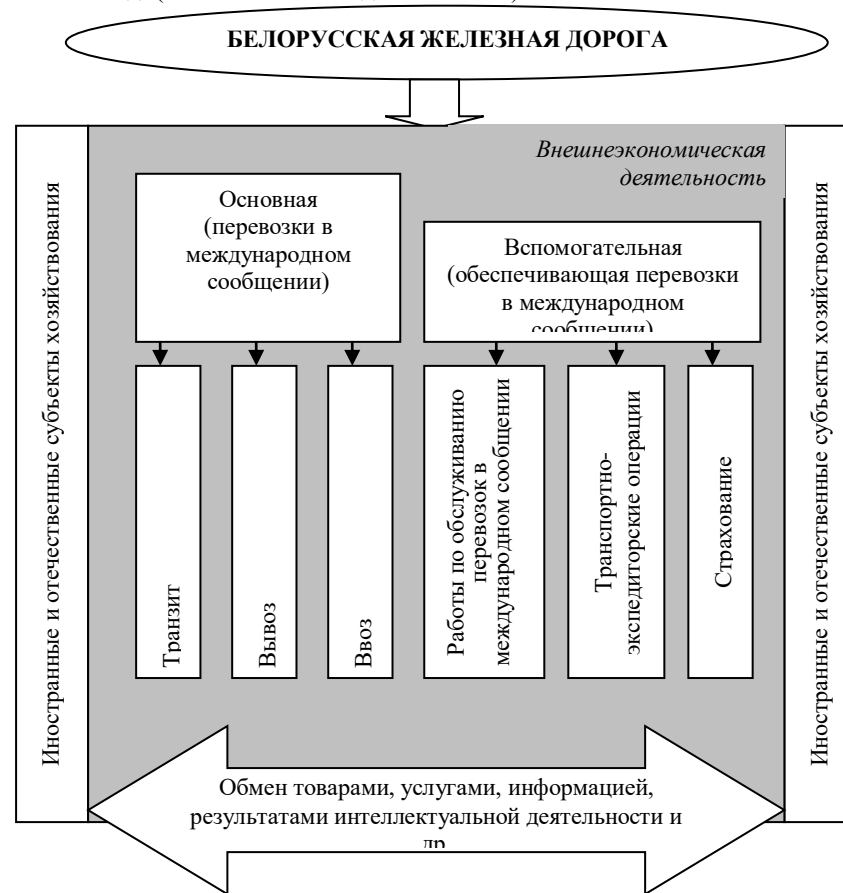 БЕЛОРУССКАЯ ЖЕЛЕЗНАЯ ДОРОГА
Иностранные и отечественные субъекты хозяйствования
Внешнеэкономическая
деятельность
Основная
(перевозки в
международном
сообщении)
Вспомогательная
(обеспечивающая перевозки
в международном
сообщении)
Транзит
Вывоз
Ввоз
Работы по обслуживанию
перевозок в
международном сообщении
Транспортно-
экспедиторские операции
Страхование
Иностранные и отечественные субъекты хозяйствования
Обмен товарами, услугами, информацией,
результатами интеллектуальной деятельности и
др